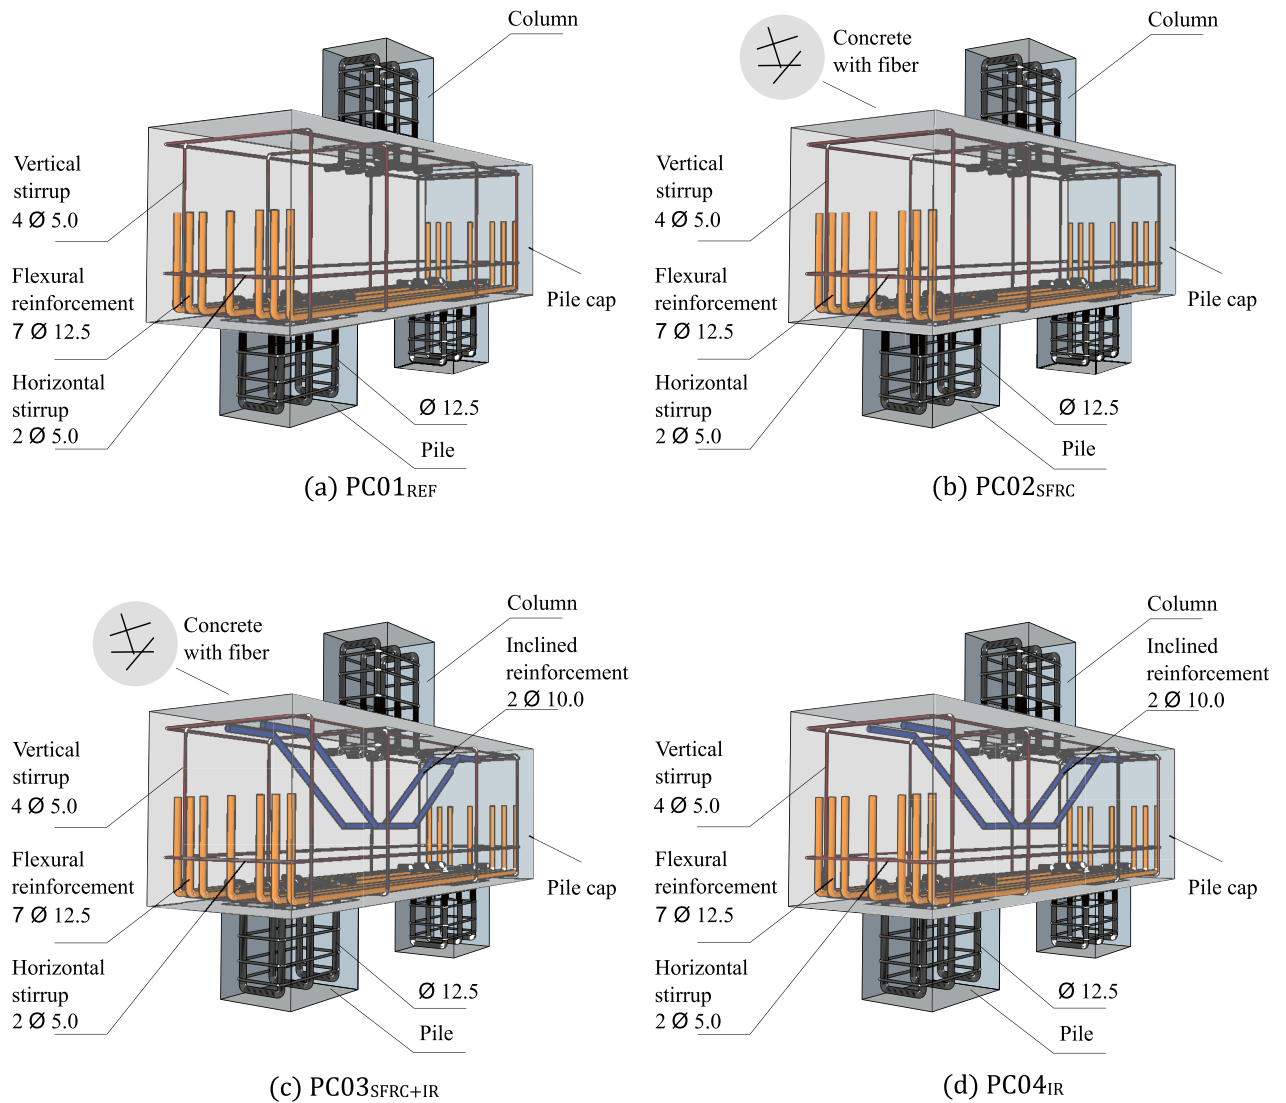 Column
Vertical
stirrup
4 Ø 5.0
Flexural
reinforcement
7 Ø 12.5
Horizontal
stirrup
2 Ø 5.0
Pile cap
Ø 12.5
Pile
(a) PC01REF
Concrete
with fiber
Column
Vertical
stirrup
4 Ø 5.0
Flexural
reinforcement
7 Ø 12.5
Horizontal
stirrup
2 Ø 5.0
Pile cap
Ø 12.5
Pile
(b) PC02SFRC
Concrete
with fiber
Column
Inclined
reinforcement
2 Ø 10.0
Vertical
stirrup
4 Ø 5.0
Flexural
reinforcement
7 Ø 12.5
Horizontal
stirrup
2 Ø 5.0
Pile cap
Ø 12.5
Pile
(c) PC03SFRC+IR
Column
Inclined
reinforcement
2 Ø 10.0
Vertical
stirrup
4 Ø 5.0
Flexural
reinforcement
7 Ø 12.5
Horizontal
stirrup
2 Ø 5.0
Pile cap
Ø 12.5
Pile
(d) PC04IR